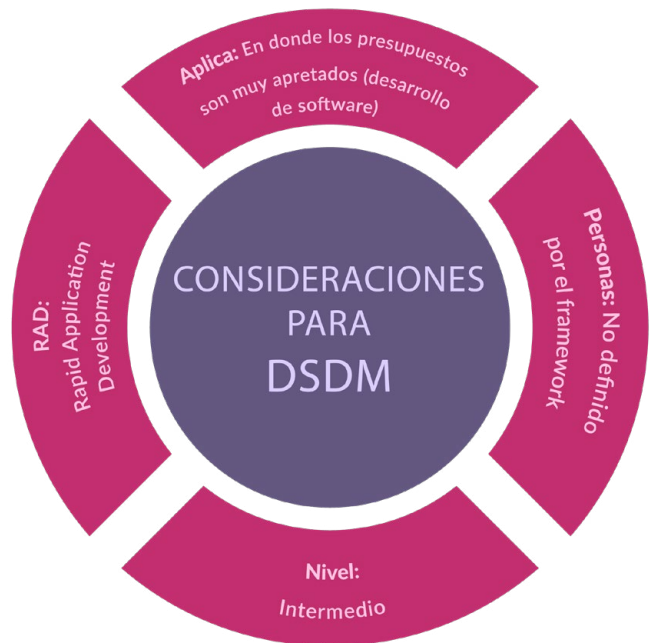 Aplica: En donde los presupuestos
son muy apretados (desarrollo
de software)
RAD:
Rapid Application
Development
CONSIDERACIONES
PARA
DSDM
Personas: No definido
por el framework
Nivel:
Intermedio